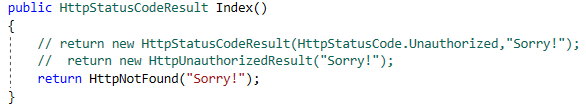 public HttpStatusCodeResult Index()
{
// return new HttpStatusCodeResult(HttpStatusCode.Unauthorized,"Sorry!");
//  return new HttpUnauthorizedResult("Sorry!");
return HttpNotFound("Sorry!");
}